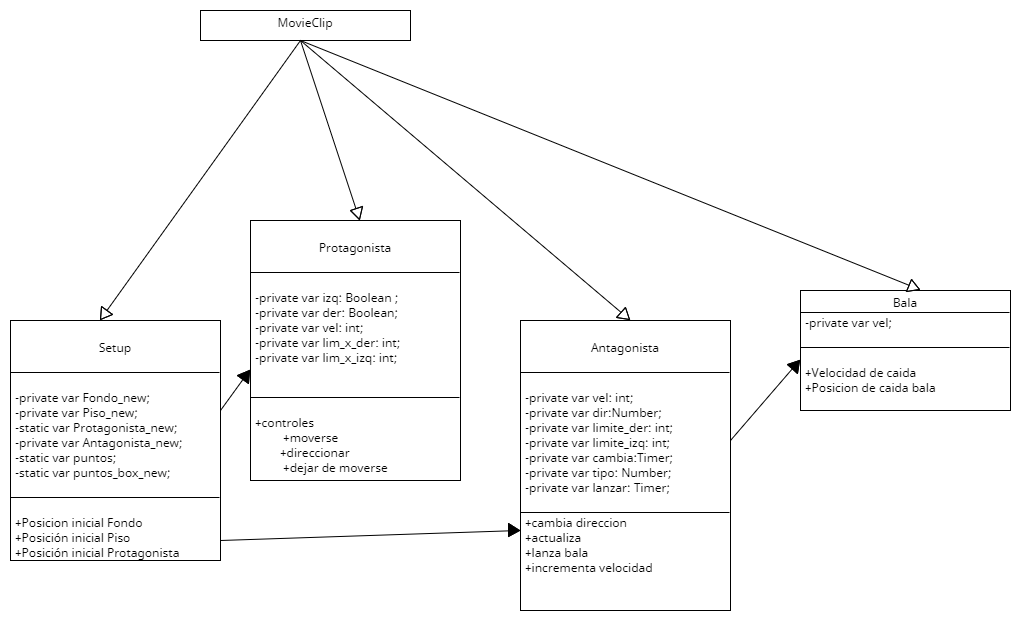 MovieClip
Protagonista
-private var izq: Boolean ;
-private var der: Boolean;
-private var vel: int;
-private var lim_x_der: int;
-private var lim_x_izq: int;
+controles
+moverse
+direccionar
+dejar de moverse
Setup
-private var Fondo_new;
-private var Piso_new;
-static var Protagonista_new;
-private var Antagonista_new;
-static var puntos;
-static var puntos_box_new;
+Posicion inicial Fondo
+Posición inicial Piso
+Posición inicial Protagonista
Antagonista
-private var vel: int;
-private var dir:Number;
-private var limite_der: int;
-private var limite_izq: int;
-private var cambia:Timer;
-private var tipo: Number;
-private var lanzar: Timer;
+cambia direccion
+actualiza
+lanza bala
+incrementa velocidad
Bala
-private var vel;
+Velocidad de caida
+Posicion de caida bala